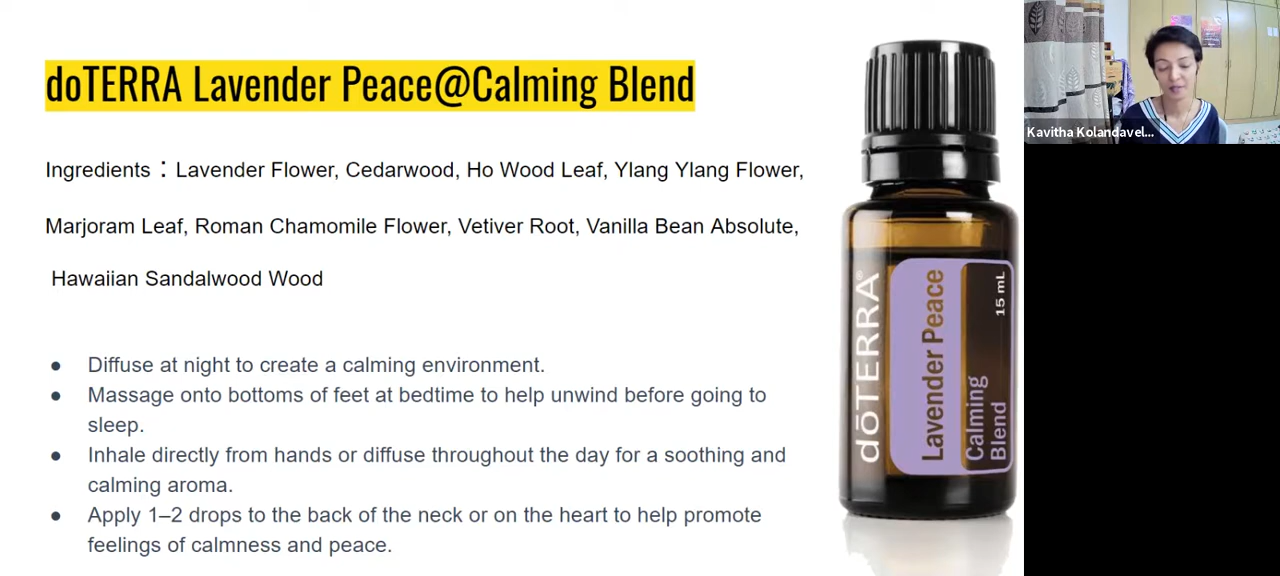 doTERRA Lavender Peace@Calming Blend
Ingredients：Lavender Flower, Cedarwood, Ho Wood Leaf, Ylang Ylang Flower,
Marjoram Leaf, Roman Chamomile Flower, Vetiver Root, Vanilla Bean Absolute,
Hawaiian Sandalwood Wood
● Diffuse at night to create a calming environment.
● Massage onto bottoms of feet at bedtime to help unwind before going to
sleep.
● Inhale directly from hands or diffuse throughout the day for a soothing and
calming aroma.
● Apply 1–2 drops to the back of the neck or on the heart to help promote
feelings of calmness and peace.
dōTERRA®
Lavender Peace
Calming
Blend
15 mL
Kavitha Kolandavel...